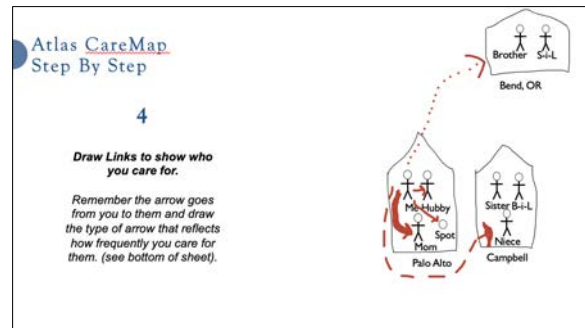 Atlas CareMap
Step By Step
4
Draw Links to show who
you care for.
Remember the arrow goes
from you to them and draw
the type of arrow that reflects
how frequently you care for
them. (see bottom of sheet).
Brother S-i-L
Bend, OR
Me Hubby
Spot
Mom
Palo Alto
Sister B-i-L
Niece
Campbell